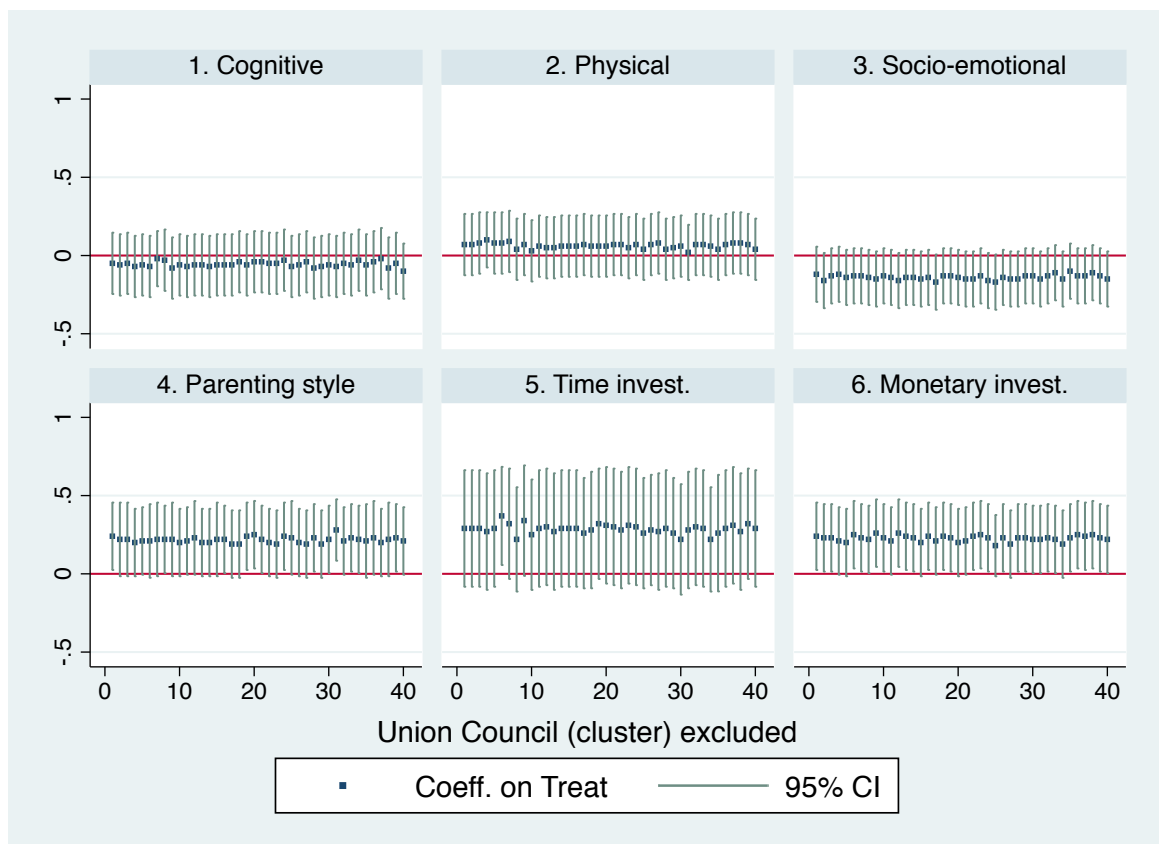 1. Cognitive
2. Physical
3. Socio-emotional
1
.5
0
-.5
4. Parenting style
5. Time invest.
6. Monetary invest.
1
.5
0
-.5
0 10 20 30 40
0 10 20 30 40
0 10 20 30 40
Union Council (cluster) excluded
Coeff. on Treat
95% CI